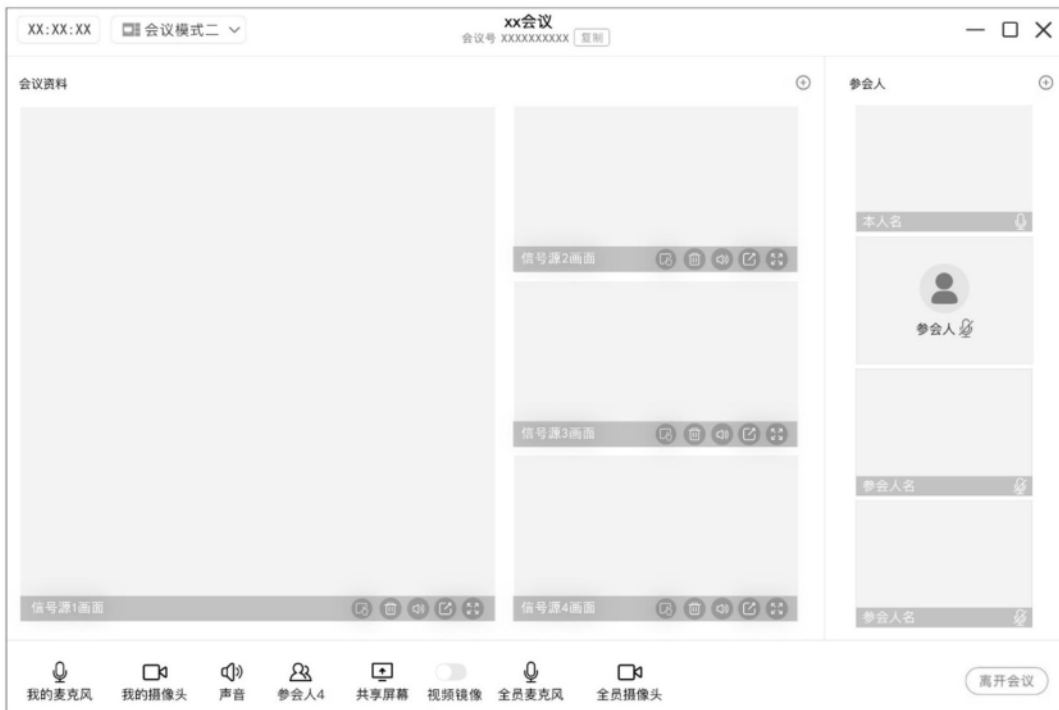 XX:XX:XX
会议模式二
xx会议
会议号 XXXXXXXXXX 复制
会议资料
参会人
本人名
信号源2画面
参会人
信号源3画面
参会人名
信号源1画面
信号源4画面
参会人名
我的麦克风
我的摄像头
声音
参会人4
共享屏幕
视频镜像
全员麦克风
全员摄像头
离开会议